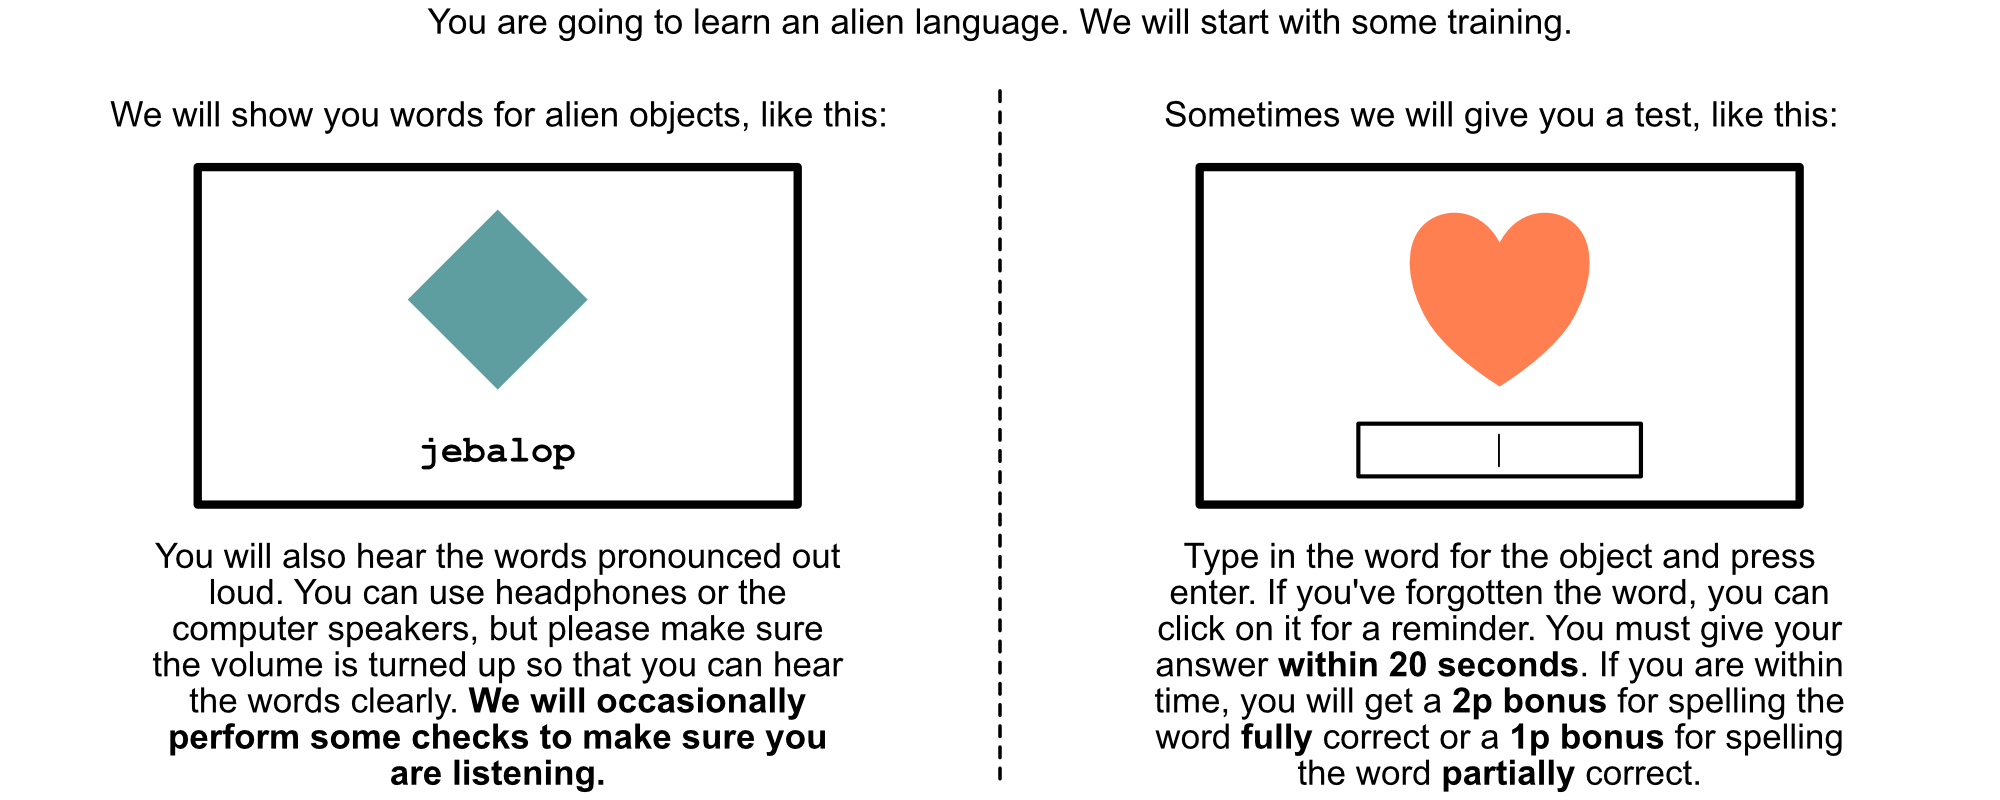 You are going to learn an alien language. We will start with some training.
We will show you words for alien objects, like this:
jebalop
You will also hear the words pronounced out
loud. You can use headphones or the
computer speakers, but please make sure
the volume is turned up so that you can hear
the words clearly. We will occasionally
perform some checks to make sure you
are listening.
Sometimes we will give you a test, like this:
Type in the word for the object and press
enter. If you've forgotten the word, you can
click on it for a reminder. You must give your
answer within 20 seconds. If you are within
time, you will get a 2p bonus for spelling the
word fully correct or a 1p bonus for spelling
the word partially correct.